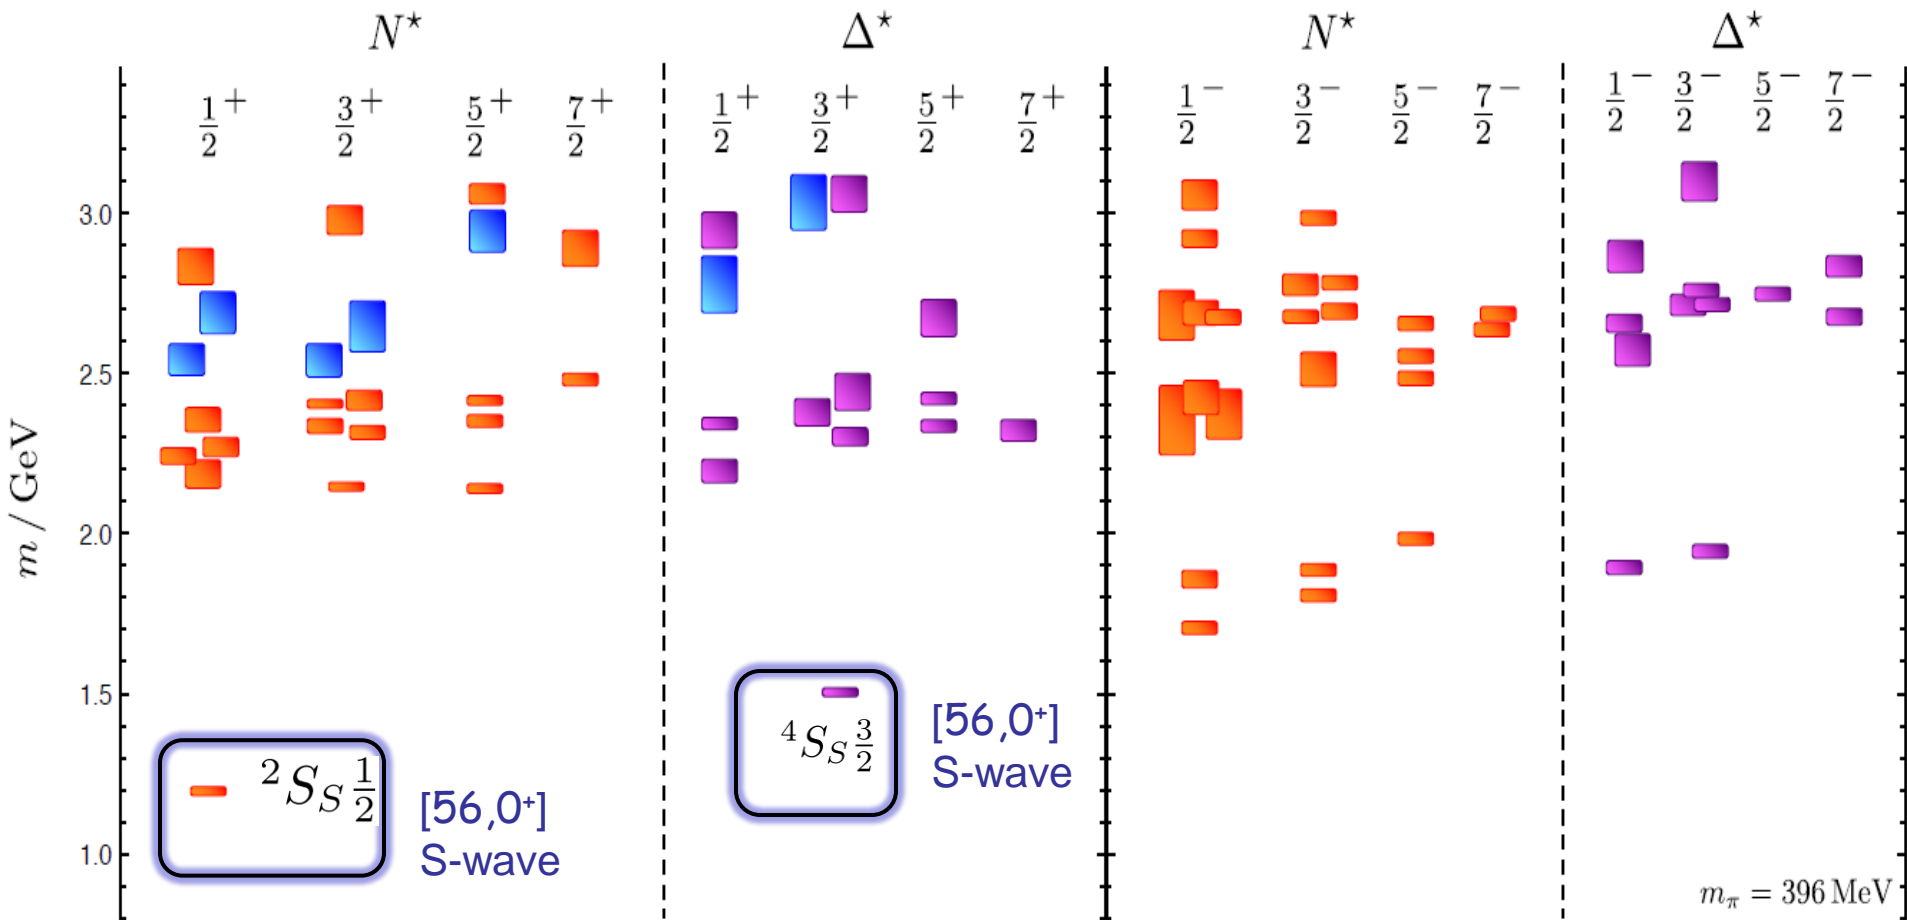 N⋆ Δ⋆ N⋆ Δ⋆
1/2⁺ 3/2⁺ 5/2⁺ 7/2⁺ 1/2⁺ 3/2⁺ 5/2⁺ 7/2⁺ 1/2⁻ 3/2⁻ 5/2⁻ 7/2⁻ 1/2⁻ 3/2⁻ 5/2⁻ 7/2⁻
m / GeV
3.0
2.5
2.0
1.5
1.0
²S_S 1/2
[56,0⁺]
S-wave
⁴S_S 3/2
[56,0⁺]
S-wave
m_π = 396 MeV